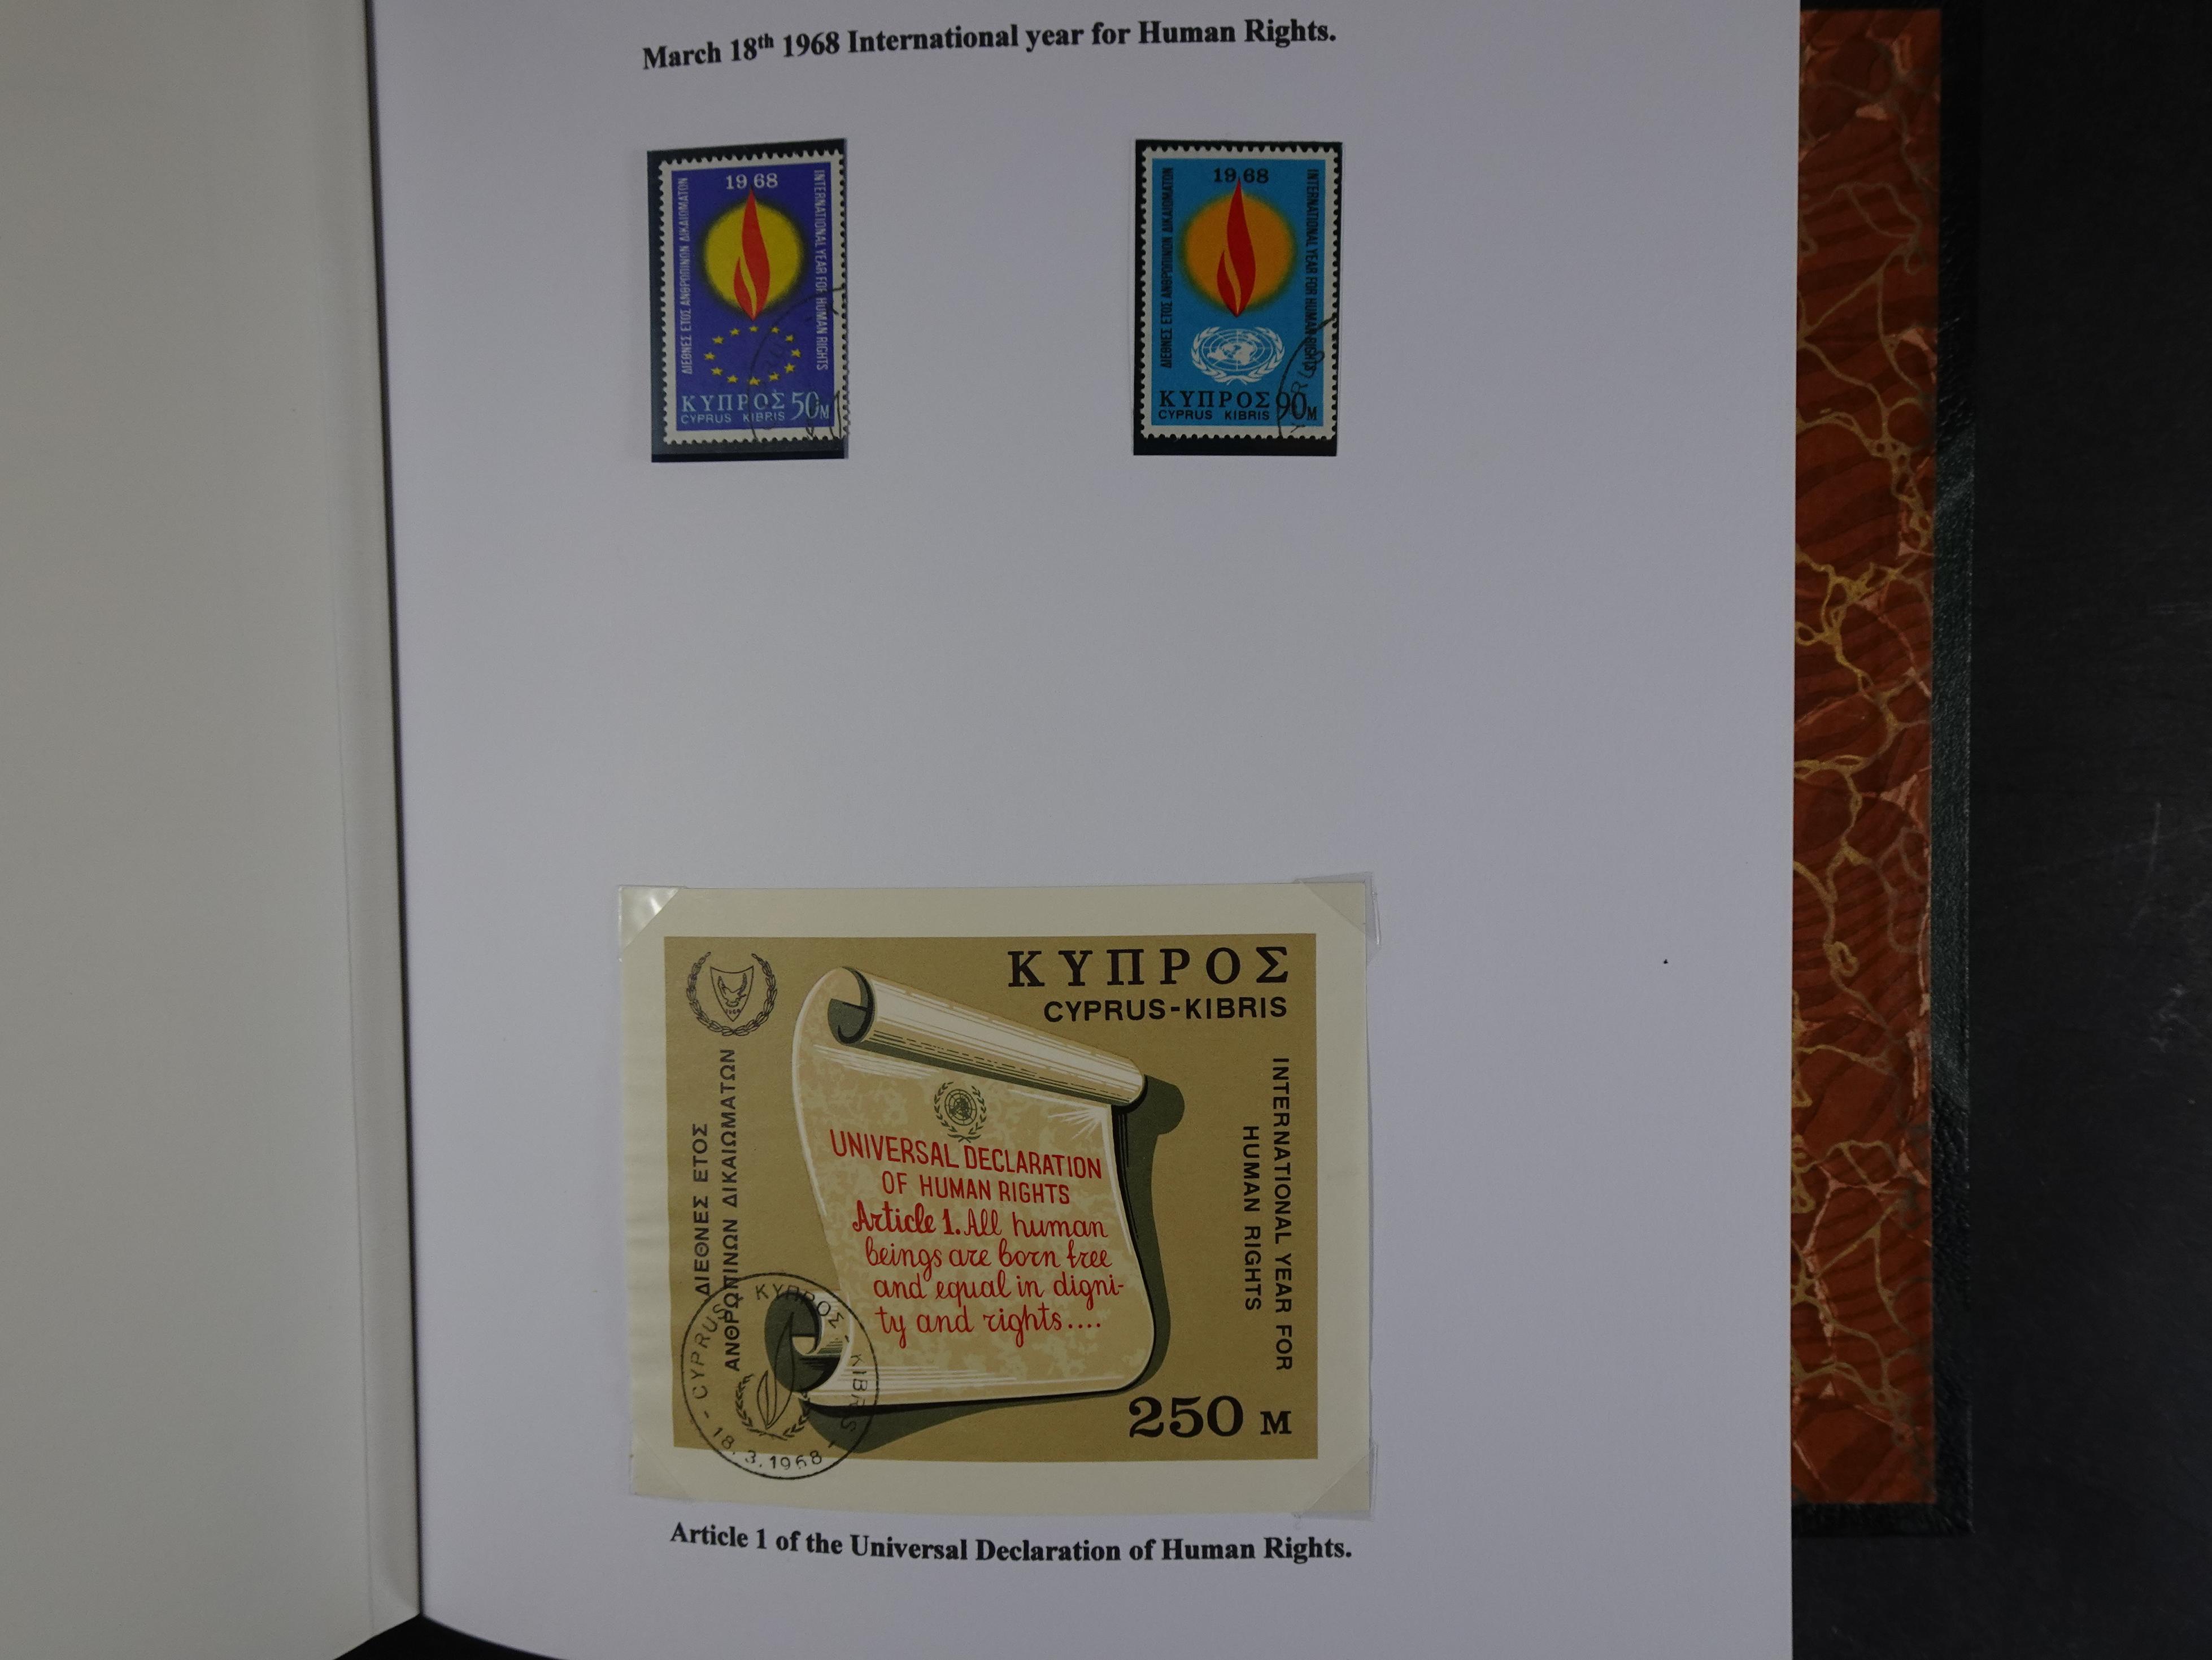 March 18th 1968 International year for Human Rights.
1968
ΔΙΕΘΝΕΣ ΕΤΟΣ ΑΝΘΡΩΠΙΝΩΝ ΔΙΚΑΙΩΜΑΤΩΝ
INTERNATIONAL YEAR FOR HUMAN RIGHTS
ΚΥΠΡΟΣ 50M
CYPRUS KIBRIS
1968
ΔΙΕΘΝΕΣ ΕΤΟΣ ΑΝΘΡΩΠΙΝΩΝ ΔΙΚΑΙΩΜΑΤΩΝ
INTERNATIONAL YEAR FOR HUMAN RIGHTS
ΚΥΠΡΟΣ 90M
CYPRUS KIBRIS
ΚΥΠΡΟΣ
CYPRUS-KIBRIS
ΔΙΕΘΝΕΣ ΕΤΟΣ
ΑΝΘΡΩΠΙΝΩΝ ΔΙΚΑΙΩΜΑΤΩΝ
UNIVERSAL DECLARATION
OF HUMAN RIGHTS
Article 1. All human
beings are born free
and equal in digni-
ty and rights....
INTERNATIONAL YEAR FOR
HUMAN RIGHTS
250 M
CYPRUS - ΚΥΠΡΟΣ - KIBRIS
18.3.1968
Article 1 of the Universal Declaration of Human Rights.